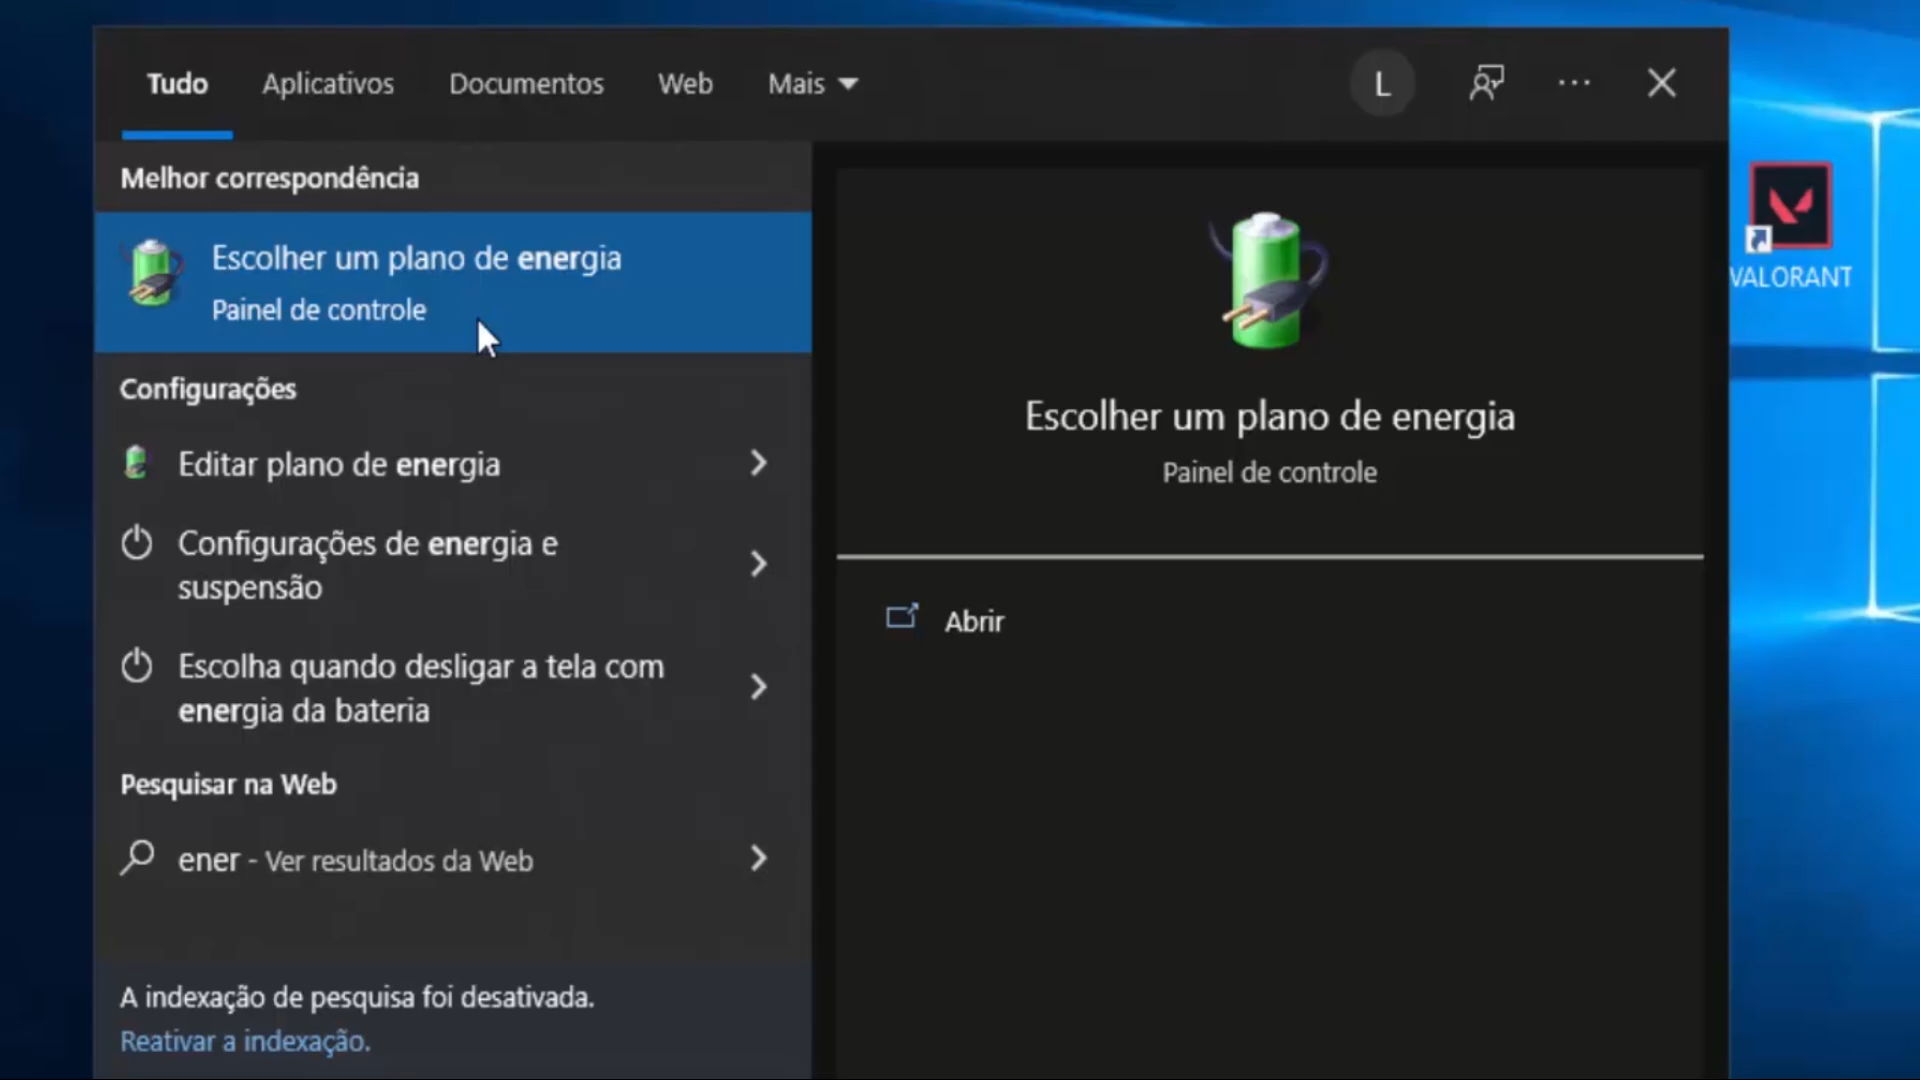 Tudo Aplicativos Documentos Web Mais L
Melhor correspondência
Escolher um plano de energia
Painel de controle
Configurações
Editar plano de energia
Configurações de energia e
suspensão
Escolha quando desligar a tela com
energia da bateria
Pesquisar na Web
ener - Ver resultados da Web
A indexação de pesquisa foi desativada.
Reativar a indexação.
Escolher um plano de energia
Painel de controle
Abrir
VALORANT